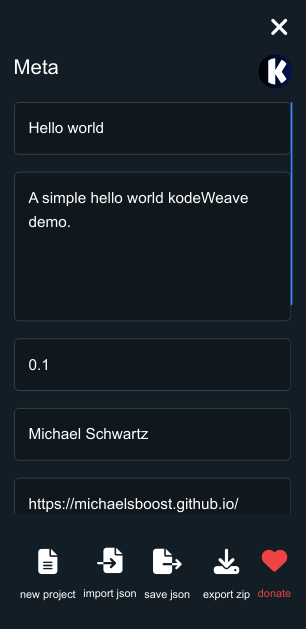 Meta
Hello world
A simple hello world kodeWeave
demo.
0.1
Michael Schwartz
https://michaelsboost.github.io/
new project import json save json export zip donate